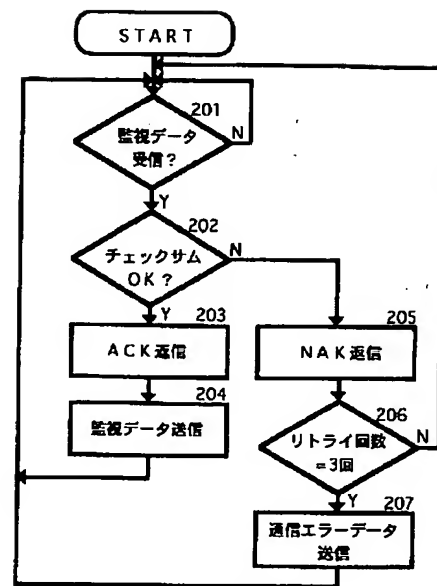 START
201
監視データ
受信?
N
Y
202
チェックサム
OK?
N
Y
203
ACK返信
204
監視データ送信
205
NAK返信
206
リトライ回数
=3回
N
Y
207
通信エラーデータ
送信